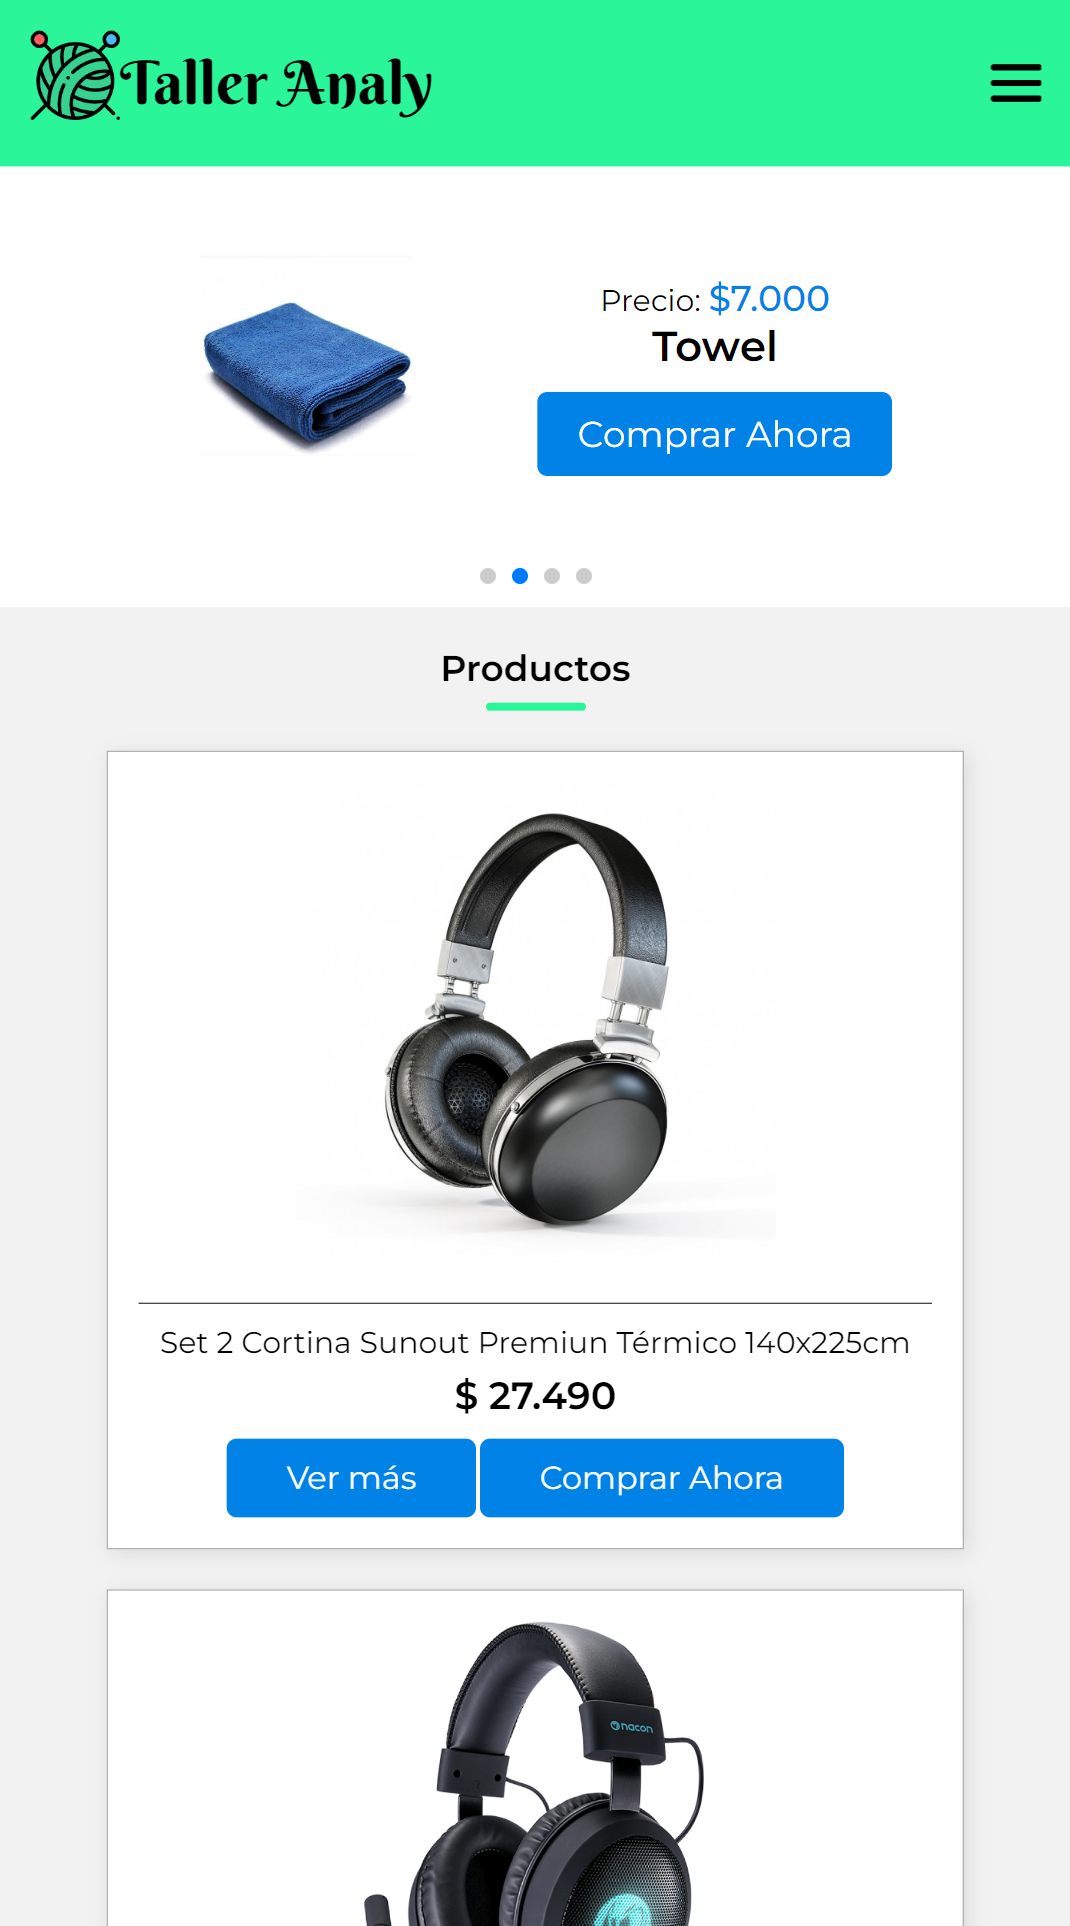 Taller Analy
Precio: $7.000
Towel
Comprar Ahora
Productos
Set 2 Cortina Sunout Premiun Térmico 140x225cm
$ 27.490
Ver más
Comprar Ahora
nacon